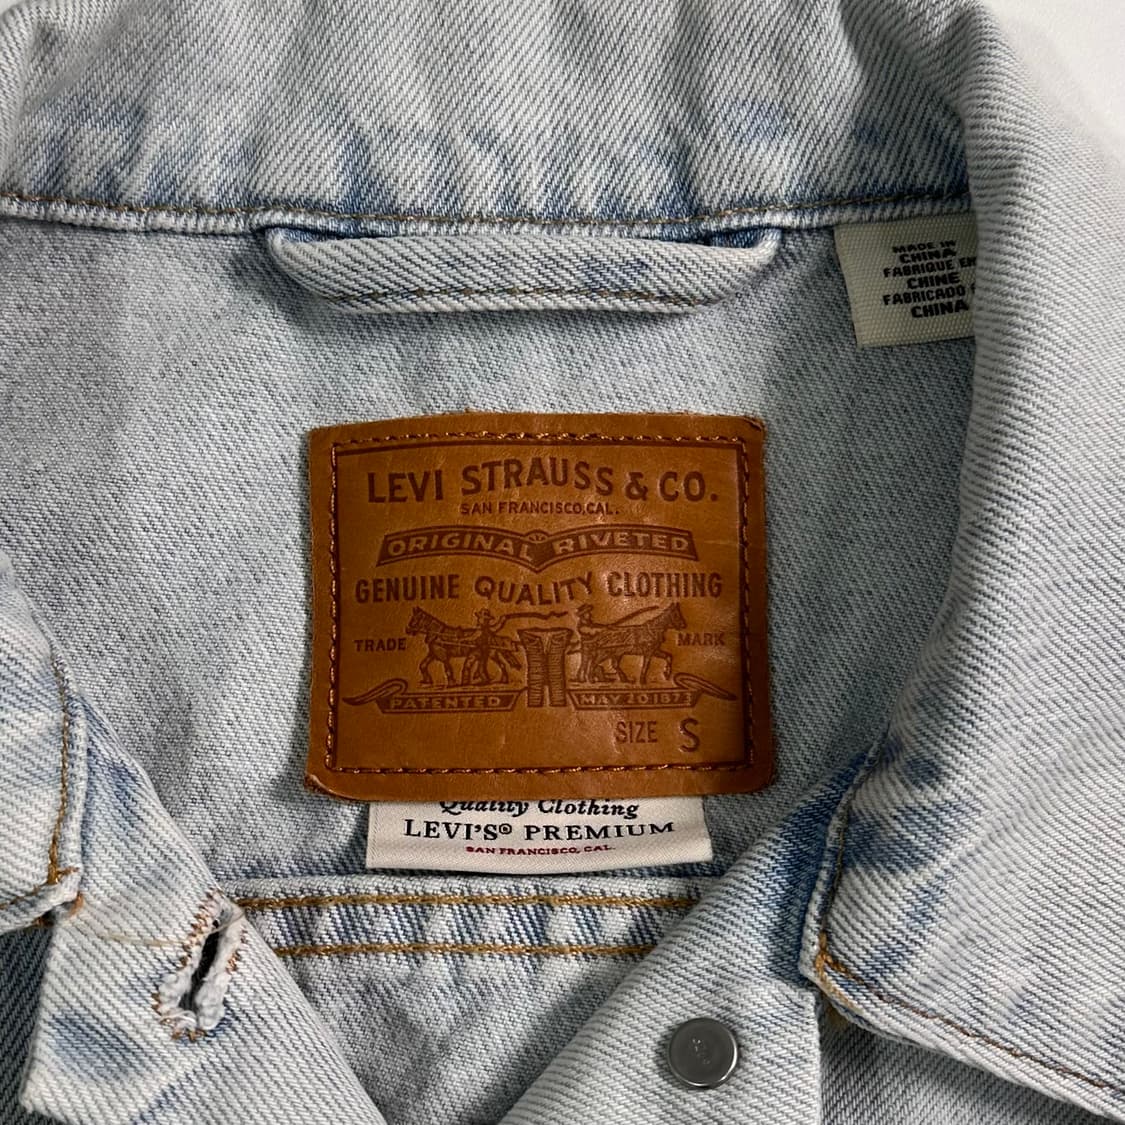 MADE IN
CHINA
FABRIQUE EN
CHINE
FABRICADO
CHINA
LEVI STRAUSS & CO.
SAN FRANCISCO, CAL.
ORIGINAL RIVETED
GENUINE QUALITY CLOTHING
TRADE MARK
PATENTED MAY 20 1873
SIZE S
Quality Clothing
LEVI'S® PREMIUM
SAN FRANCISCO, CAL.